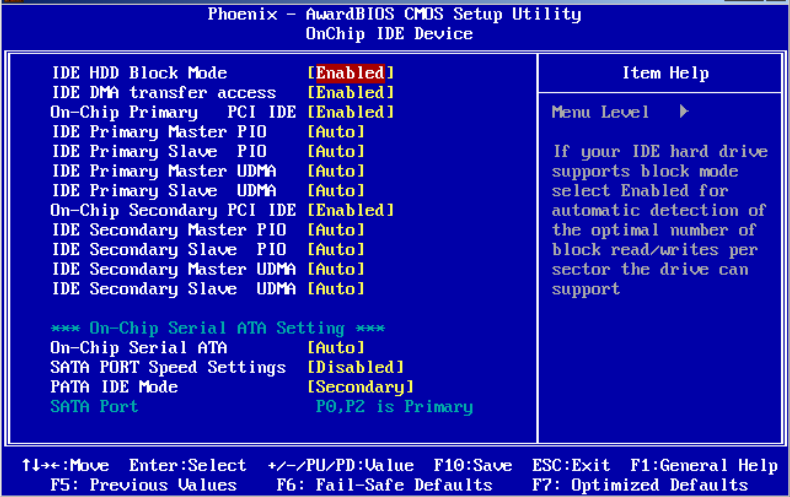 Phoenix - AwardBIOS CMOS Setup Utility
OnChip IDE Device
IDE HDD Block Mode [Enabled]
IDE DMA transfer access [Enabled]
On-Chip Primary PCI IDE [Enabled]
IDE Primary Master PIO [Auto]
IDE Primary Slave PIO [Auto]
IDE Primary Master UDMA [Auto]
IDE Primary Slave UDMA [Auto]
On-Chip Secondary PCI IDE [Enabled]
IDE Secondary Master PIO [Auto]
IDE Secondary Slave PIO [Auto]
IDE Secondary Master UDMA [Auto]
IDE Secondary Slave UDMA [Auto]
*** On-Chip Serial ATA Setting ***
On-Chip Serial ATA [Auto]
SATA PORT Speed Settings [Disabled]
PATA IDE Mode [Secondary]
SATA Port P0,P2 is Primary
Item Help
Menu Level ▶
If your IDE hard drive
supports block mode
select Enabled for
automatic detection of
the optimal number of
block read/writes per
sector the drive can
support
↑↓→←:Move Enter:Select +/-/PU/PD:Value F10:Save ESC:Exit F1:General Help
F5: Previous Values F6: Fail-Safe Defaults F7: Optimized Defaults